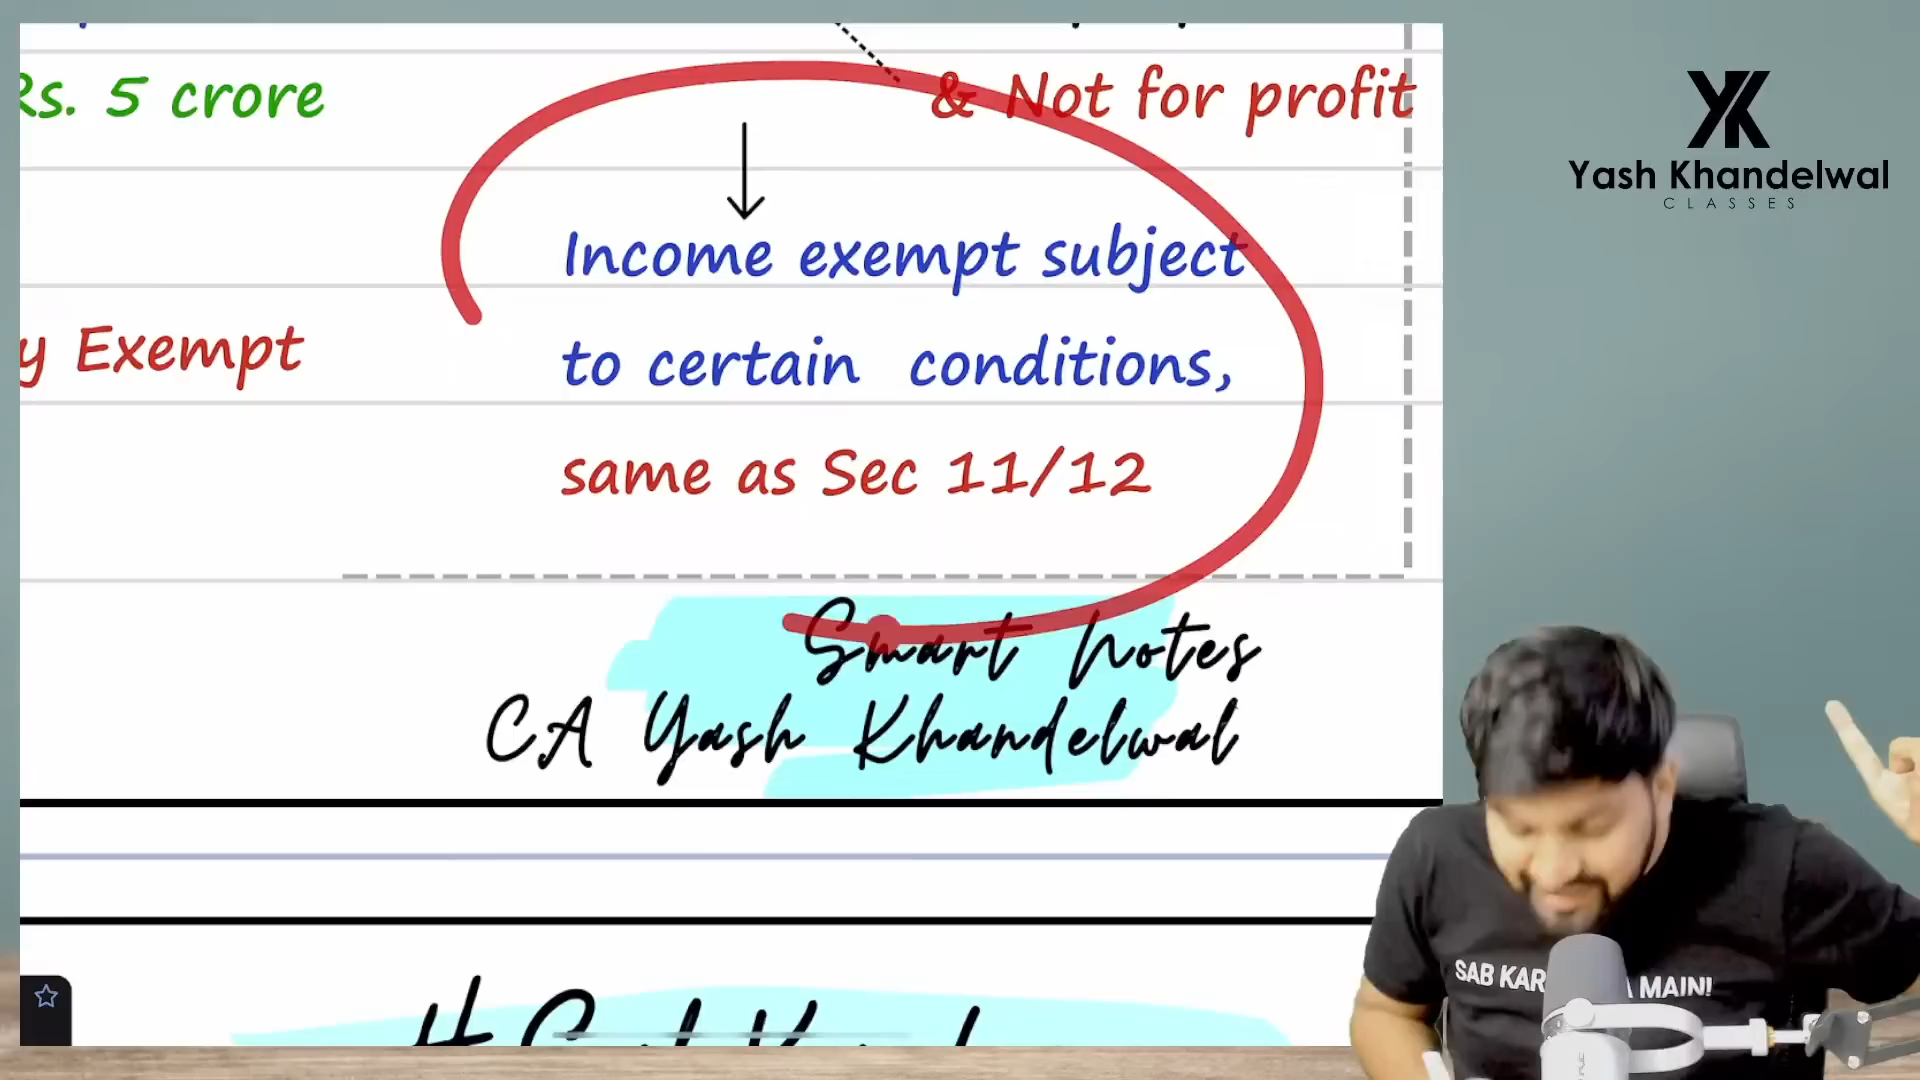 Rs. 5 crore
& Not for profit
Income exempt subject
y Exempt
to certain conditions,
same as Sec 11/12
Smart Notes
CA Yash Khandelwal
YK
Yash Khandelwal
CLASSES
SAB KAR
MAIN!